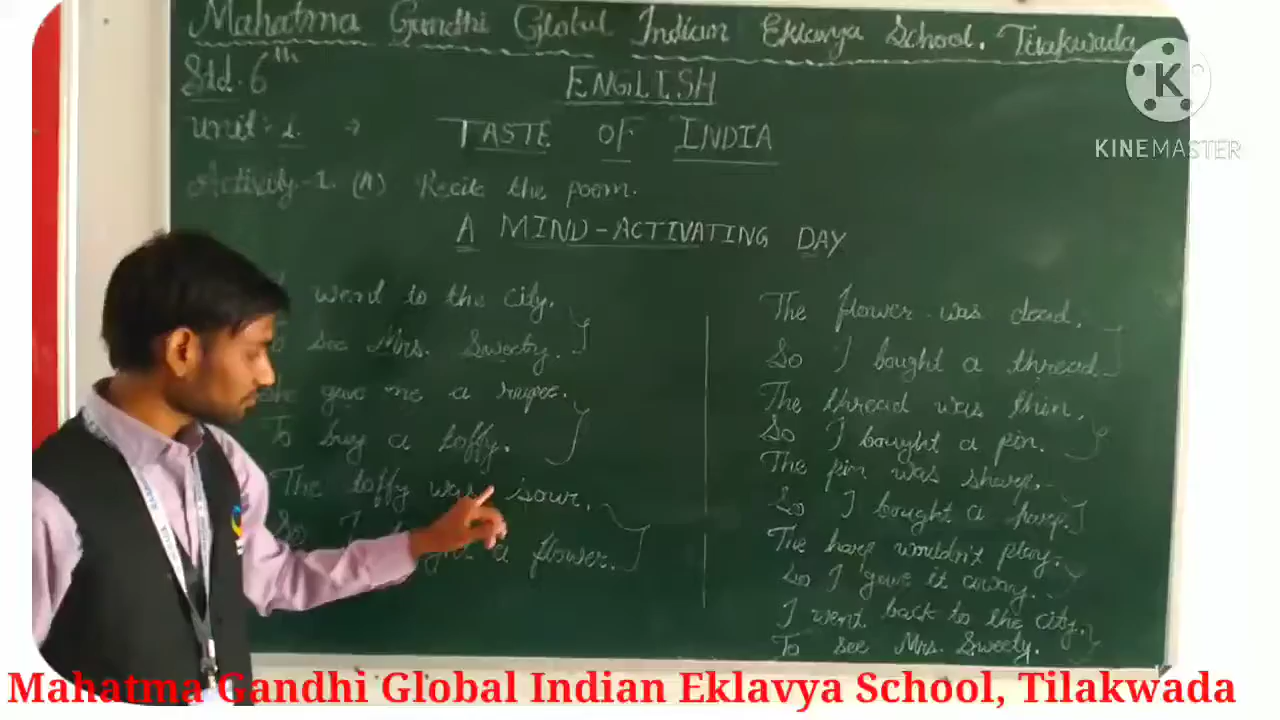 Mahatma Gandhi Global Indian Eklavya School. Tilakwada
Std. 6th
ENGLISH
Unit:- 1. →
TASTE OF INDIA
Activity-1. (A) Recite the poem.
A MIND-ACTIVATING DAY
went to the city.
To see Mrs. Sweety.
She gave me a rupee.
To buy a toffy.
The toffy was sour.
So I a flower.
The flower was dead.
So I bought a thread.
The thread was thin.
So I bought a pin.
The pin was sharp.
So I bought a harp.
The harp wouldn't play.
So I gave it away.
I went back to the city.
To see Mrs. Sweety.
K
KINEMASTER
Mahatma Gandhi Global Indian Eklavya School, Tilakwada